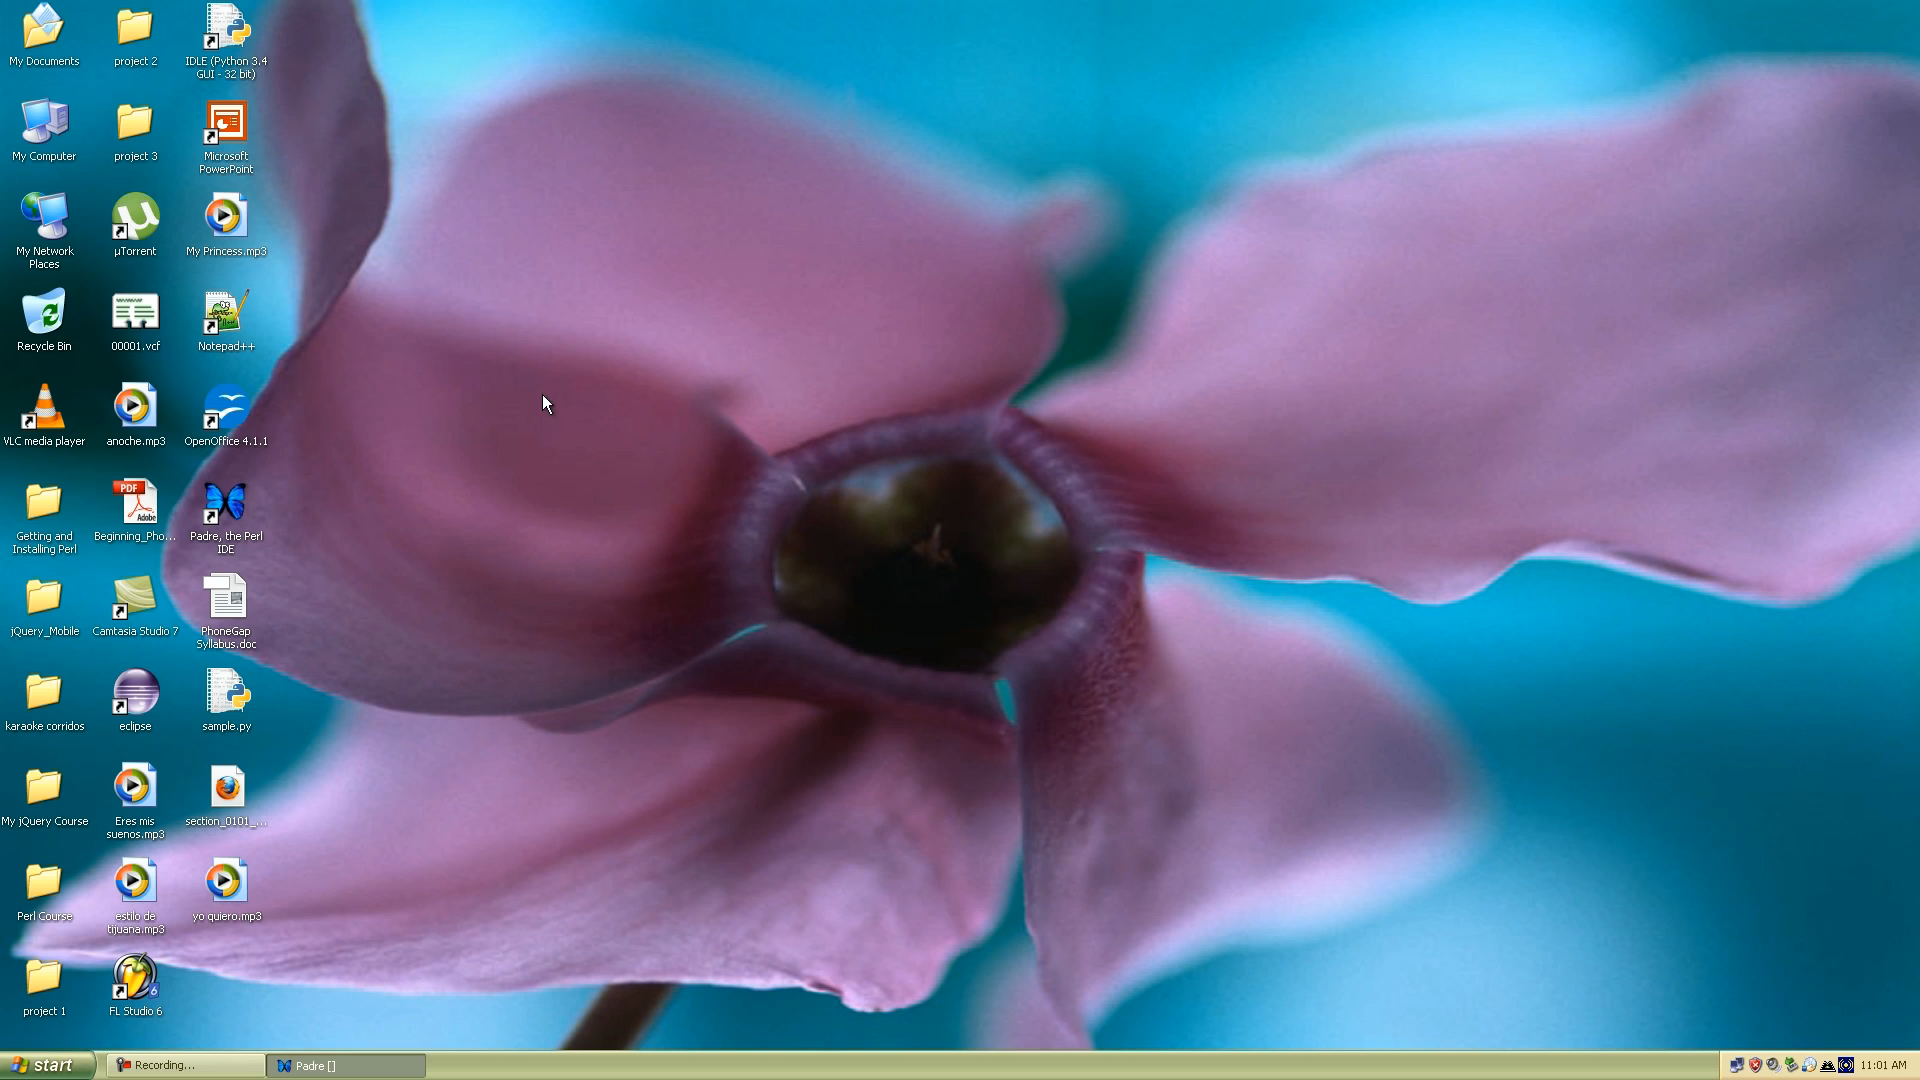 My Documents
project 2
IDLE (Python 3.4
GUI - 32 bit)
My Computer
project 3
Microsoft
PowerPoint
My Network
Places
µTorrent
My Princess.mp3
Recycle Bin
00001.vcf
Notepad++
VLC media player
anoche.mp3
OpenOffice 4.1.1
Getting and
Installing Perl
PDF
Adobe
Beginning_Pho...
Padre, the Perl
IDE
jQuery_Mobile
Camtasia Studio 7
PhoneGap
Syllabus.doc
karaoke corridos
eclipse
sample.py
My jQuery Course
Eres mis
suenos.mp3
section_0101_...
Perl Course
estilo de
tijuana.mp3
yo quiero.mp3
project 1
6
FL Studio 6
start
Recording...
Padre []
11:01 AM